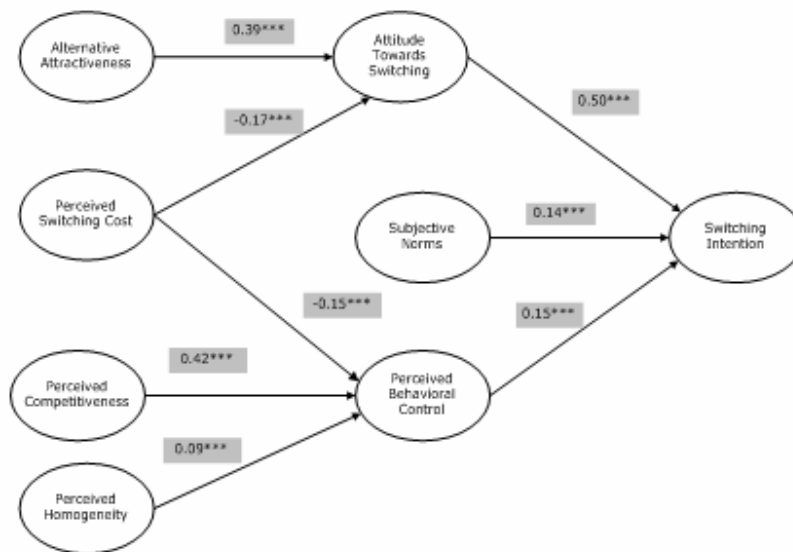 0.39***
Alternative
Attractiveness
Attitude
Towards
Switching
0.50***
-0.17***
Perceived
Switching Cost
Subjective
Norms
0.14***
Switching
Intention
-0.15***
0.15***
0.42***
Perceived
Competitiveness
Perceived
Behavioral
Control
0.09***
Perceived
Homogeneity